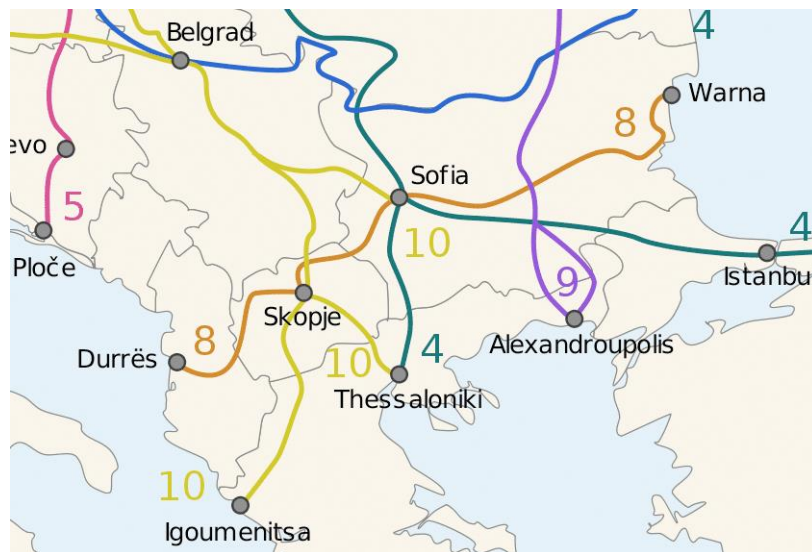 4
Belgrad
Warna
8
evo
Sofia
5
10
4
Ploče
Istanbu
9
Skopje
Alexandroupolis
8
Durrës
10
4
Thessaloniki
10
Igoumenitsa